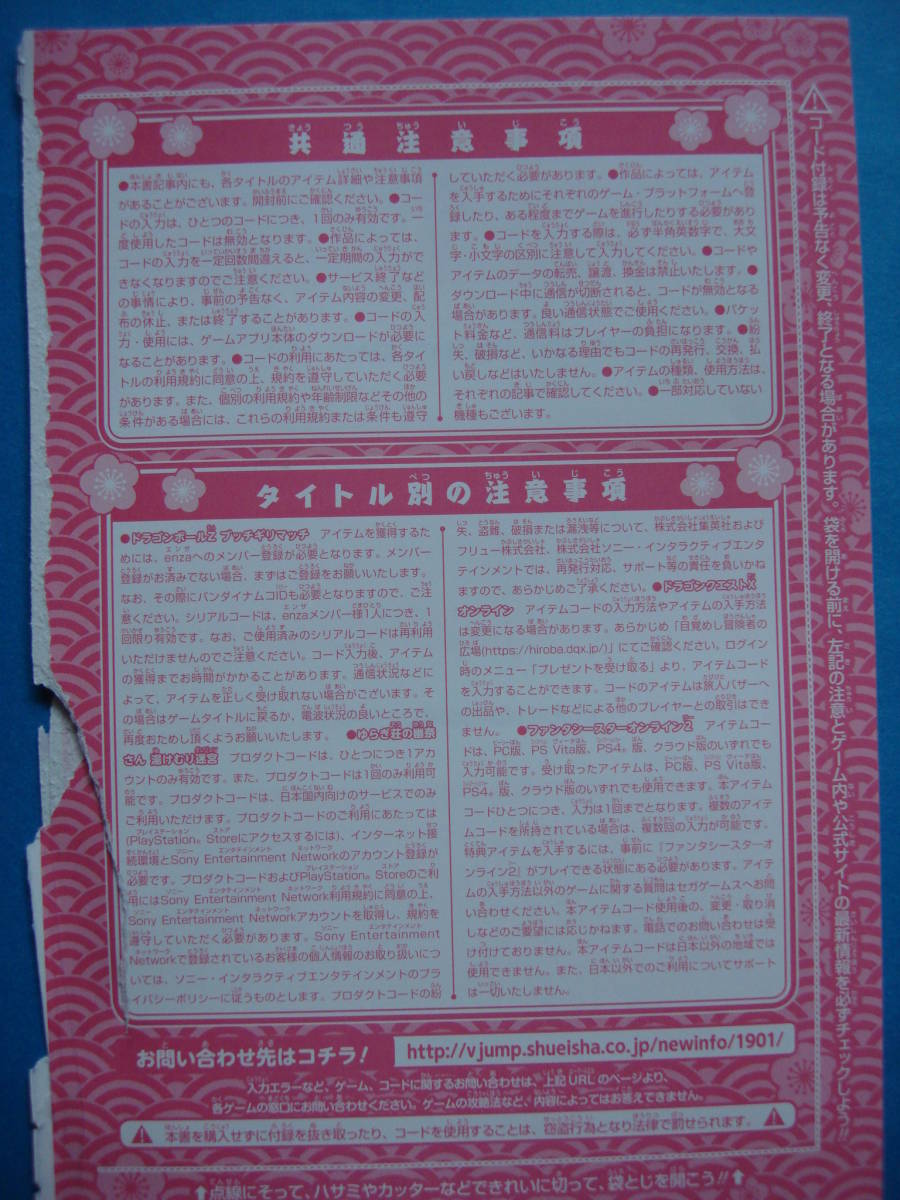 共通注意事項
●本書記事内にも、各タイトルのアイテム詳細や注意事項
があることがございます。開封前にご確認ください。●コー
ドの入力は、ひとつのコードにつき、1回のみ有効です。一
度使用したコードは無効となります。●作品によっては、
コードの入力を一定回数間違えると、一定期間の入力がで
きなくなりますのでご注意ください。●サービス終了など
の事情により、事前の予告なく、アイテム内容の変更、配
布の休止、または終了することがあります。●コードの入
力・使用には、ゲームアプリ本体のダウンロードが必要に
なることがあります。●コードの利用にあたっては、各タイ
トルの利用規約に同意の上、規約を遵守していただく必要
があります。また、個別の利用規約や年齢制限などその他の
条件がある場合には、これらの利用規約または条件も遵守
していただく必要があります。●作品によっては、アイテム
を入手するためにそれぞれのゲーム・プラットフォームへ登
録したり、ある程度までゲームを進行したりする必要があり
ます。●コードを入力する際は、必ず半角英数字で、大文
字・小文字の区別に注意して入力してください。●コードや
アイテムのデータの転売、譲渡、換金は禁止いたします。●
ダウンロード中に通信が切断されると、コードが無効となる
場合があります。良い通信状態でご使用ください。●パケッ
ト料金など、通信料はプレイヤーの負担になります。●紛
失、破損など、いかなる理由でもコードの再発行、交換、払
い戻しなどはいたしません。●アイテムの種類、使用方法は、
それぞれの記事で確認してください。●一部対応していない
機種もございます。
タイトル別の注意事項
●ドラゴンボールZ ブッチギリマッチ アイテムを獲得するた
めには、enzaへのメンバー登録が必要となります。メンバー
登録がお済みでない場合、まずはご登録をお願いいたします。
なお、その際にバンダイナムコIDも必要となりますので、ご注
意ください。シリアルコードは、enzaメンバー様1人につき、1
回限り有効です。なお、ご使用済みのシリアルコードは再利用
いただけませんのでご注意ください。コード入力後、アイテム
の獲得までお時間がかかることがあります。通信状況などに
よって、アイテムを正しく受け取れない場合がございます。そ
の場合はゲームタイトルに戻るか、電波状況の良いところで、
再度おためし頂くようお願いいたします。●ゆらぎ荘の幽奈
さん 湯けむり迷宮 プロダクトコードは、ひとつにつき1アカ
ウントのみ有効です。また、プロダクトコードは1回のみ利用可
能です。プロダクトコードは、日本国内向けのサービスでのみ
ご利用いただけます。プロダクトコードのご利用にあたっては
(PlayStation® Storeにアクセスするには)、インターネット接
続環境とSony Entertainment Networkのアカウント登録が
必要です。プロダクトコードおよびPlayStation® Storeのご利
用にはSony Entertainment Network利用規約に同意の上、
Sony Entertainment Networkアカウントを取得し、規約を
遵守していただく必要があります。Sony Entertainment
Networkで登録されているお客様の個人情報のお取り扱いにつ
いては、ソニー・インタラクティブエンタテインメントのプラ
イバシーポリシーに従うものとします。プロダクトコードの紛
失、盗難、破損または漏洩等について、株式会社集英社および
フリュー株式会社、株式会社ソニー・インタラクティブエンタ
テインメントでは、再発行対応、サポート等の責任を負いかね
ますので、あらかじめご了承ください。●ドラゴンクエストX
オンライン アイテムコードの入力方法やアイテムの入手方法
は変更になる場合があります。あらかじめ「目覚めし冒険者の
広場(https://hiroba.dqx.jp/)」にてご確認ください。ログイン
時のメニュー「プレゼントを受け取る」より、アイテムコード
を入力することができます。コードのアイテムは旅人バザーへ
の出品や、トレードなどによる他のプレイヤーとの取引はでき
ません。●ファンタシースターオンライン2 アイテムコー
ドは、PC版、PS Vita版、PS4®版、クラウド版のいずれでも
入力可能です。受け取ったアイテムは、PC版、PS Vita版、
PS4®版、クラウド版のいずれでも使用できます。本アイテム
コードひとつにつき、入力は1回までとなります。複数のアイテ
ムコードを所持されている場合は、複数回の入力が可能です。
特典アイテムを入手するには、事前に『ファンタシースターオ
ンライン2』がプレイできる状態にある必要があります。アイテ
ムの入手方法以外のゲームに関する質問はセガゲームスへお問
い合わせください。本アイテムコード使用後の、変更・取り消
しなどのご要望には応じかねます。電話でのお問い合わせは受
け付けておりません。本アイテムコードは日本以外の地域では
使用できません。また、日本以外でのご利用についてサポート
は一切いたしません。
⚠コード付録は予告なく変更、終了となる場合があります。袋を開ける前に、左記の注意とゲーム内や公式サイトの最新情報を必ずチェックしよう!!
お問い合わせ先はコチラ!
http://vjump.shueisha.co.jp/newinfo/1901/
入力エラーなど、ゲーム、コードに関するお問い合わせは、上記URLのページより、
各ゲームの窓口にお問い合わせください。ゲームの攻略法など、内容によってはお答えできません。
⚠ 本書を購入せずに付録を抜き取ったり、コードを使用することは、窃盗行為となり法律で罰せられます。⚠
⬆点線にそって、ハサミやカッターなどできれいに切って、袋とじを開こう!!⬆